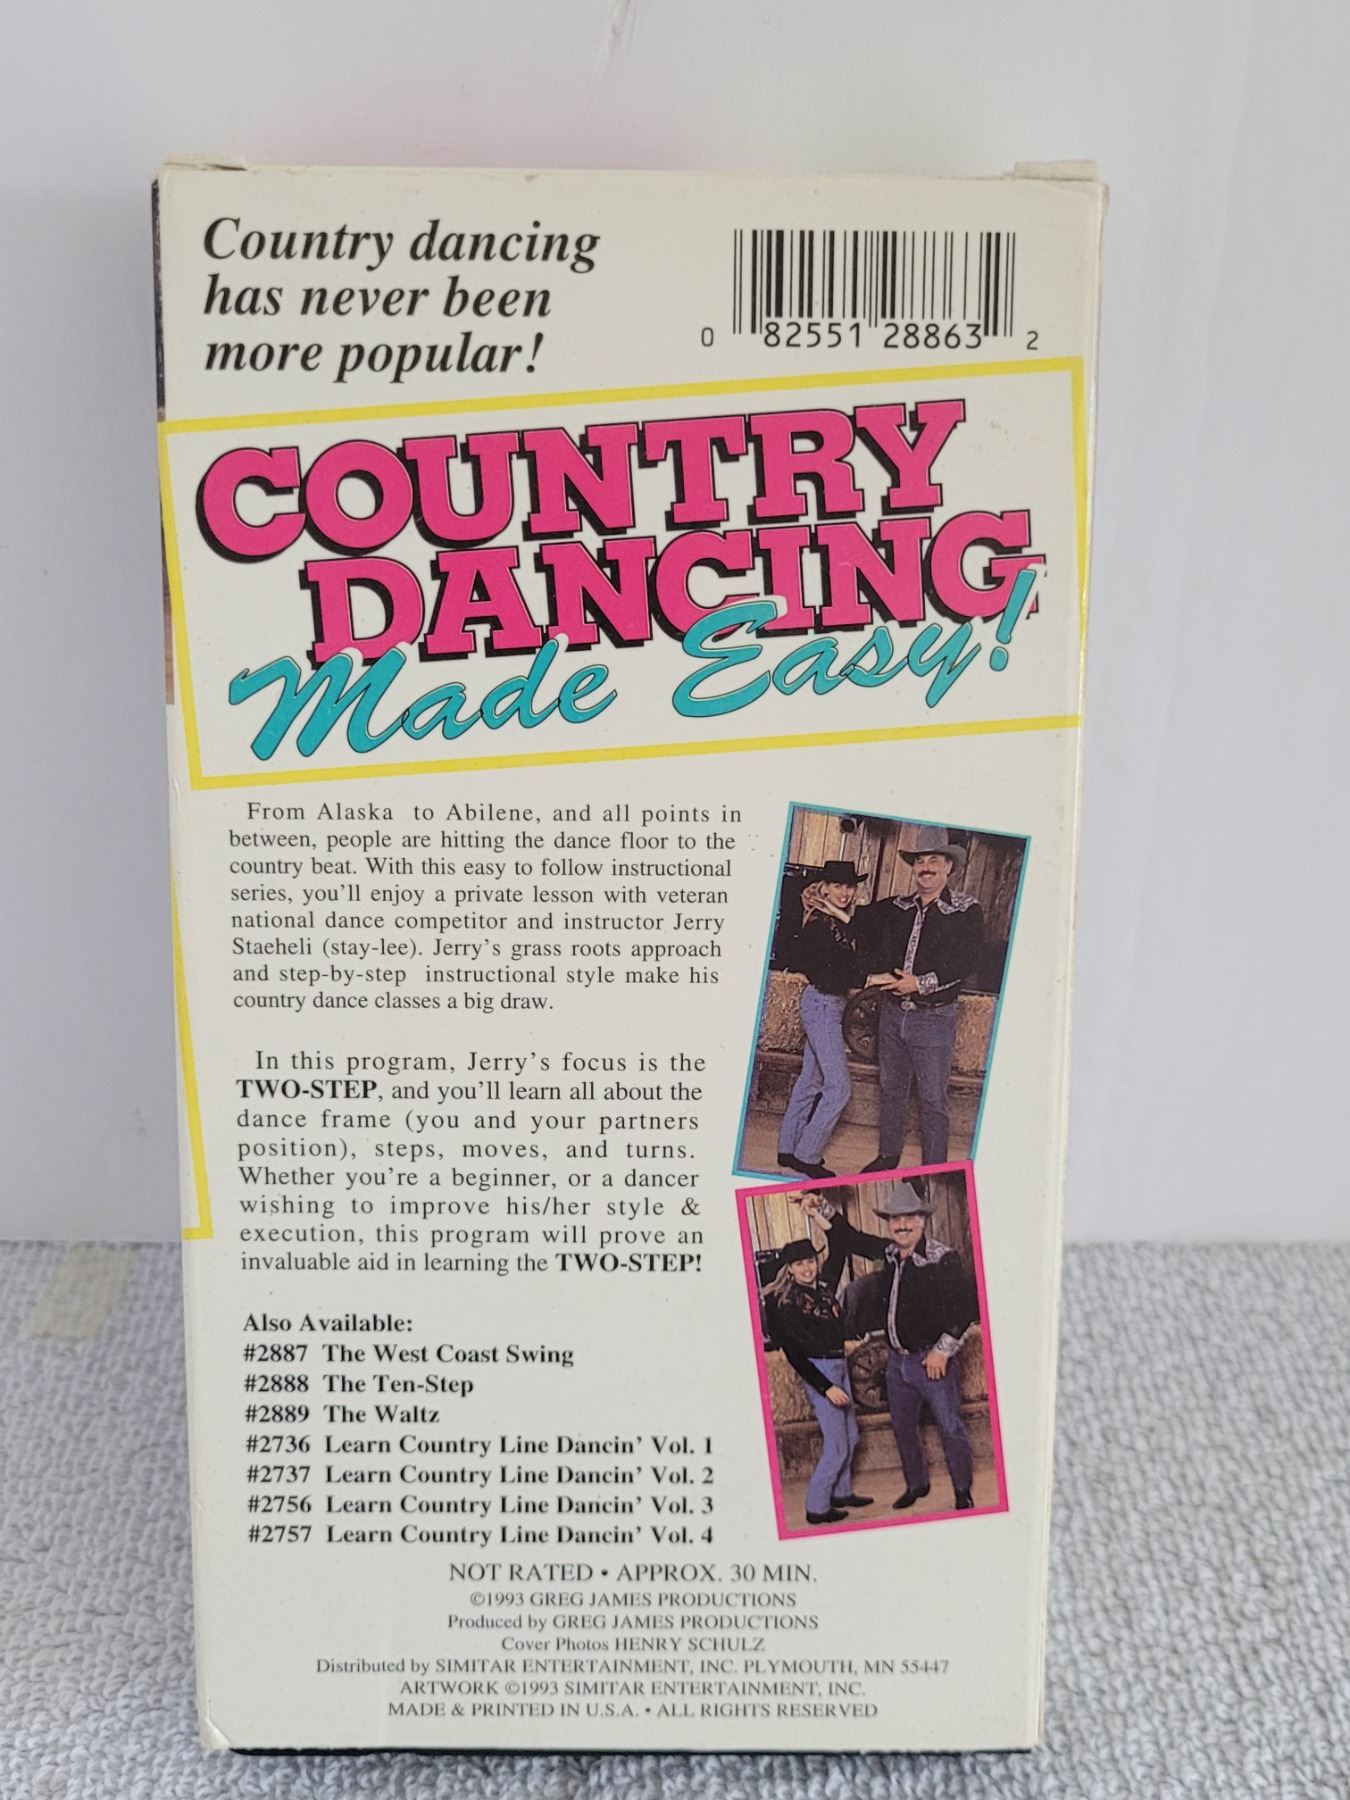 Country dancing
has never been
more popular!
0 82551 28863 2
COUNTRY
DANCING
Made Easy!
From Alaska to Abilene, and all points in
between, people are hitting the dance floor to the
country beat. With this easy to follow instructional
series, you'll enjoy a private lesson with veteran
national dance competitor and instructor Jerry
Staeheli (stay-lee). Jerry's grass roots approach
and step-by-step instructional style make his
country dance classes a big draw.
In this program, Jerry's focus is the
TWO-STEP, and you'll learn all about the
dance frame (you and your partners
position), steps, moves, and turns.
Whether you're a beginner, or a dancer
wishing to improve his/her style &
execution, this program will prove an
invaluable aid in learning the TWO-STEP!
Also Available:
#2887 The West Coast Swing
#2888 The Ten-Step
#2889 The Waltz
#2736 Learn Country Line Dancin' Vol. 1
#2737 Learn Country Line Dancin' Vol. 2
#2756 Learn Country Line Dancin' Vol. 3
#2757 Learn Country Line Dancin' Vol. 4
NOT RATED • APPROX. 30 MIN.
©1993 GREG JAMES PRODUCTIONS
Produced by GREG JAMES PRODUCTIONS
Cover Photos HENRY SCHULZ
Distributed by SIMITAR ENTERTAINMENT, INC. PLYMOUTH, MN 55447
ARTWORK ©1993 SIMITAR ENTERTAINMENT, INC.
MADE & PRINTED IN U.S.A. • ALL RIGHTS RESERVED